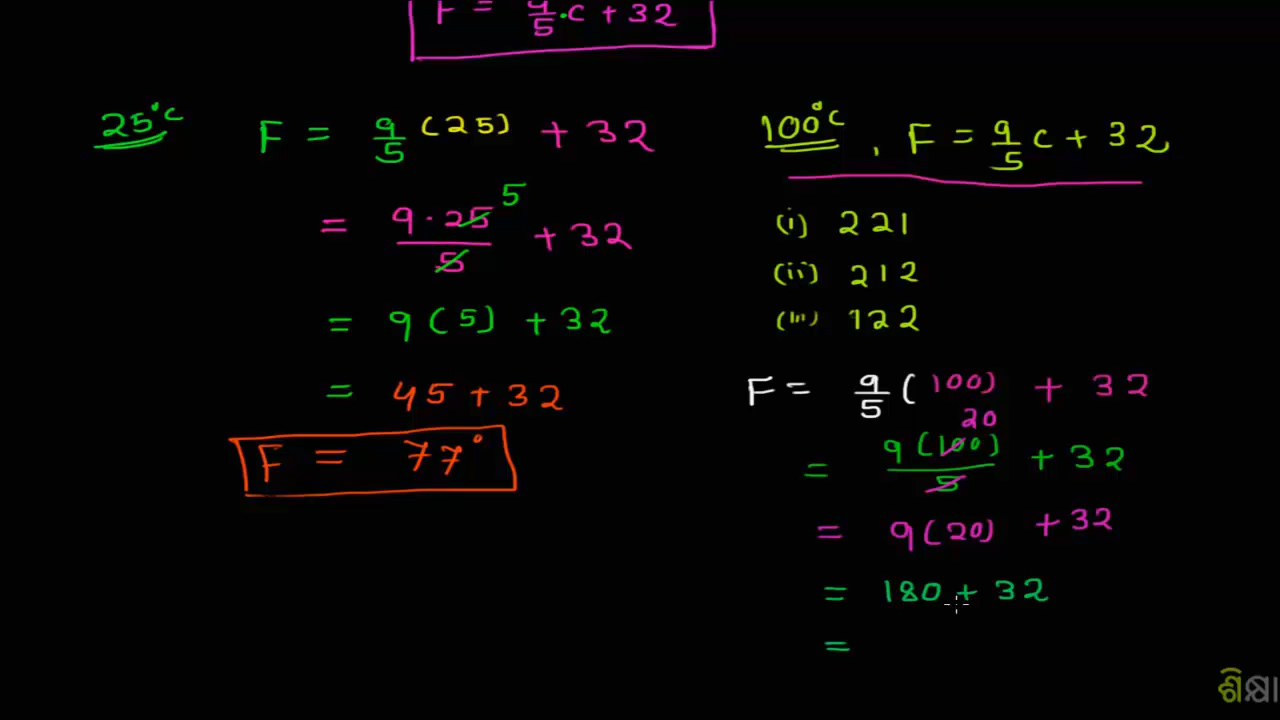 F = 9/5 · C + 32
25°C F = 9/5 (25) + 32
= 9 · 25/5 5 + 32
= 9 (5) + 32
= 45 + 32
F = 77°
100°C , F = 9/5 C + 32
(i) 221
(ii) 212
(iii) 122
F = 9/5 (100) + 32
20
= 9 (100)/5 + 32
= 9 (20) + 32
= 180 + 32
=
ଶିକ୍ଷା